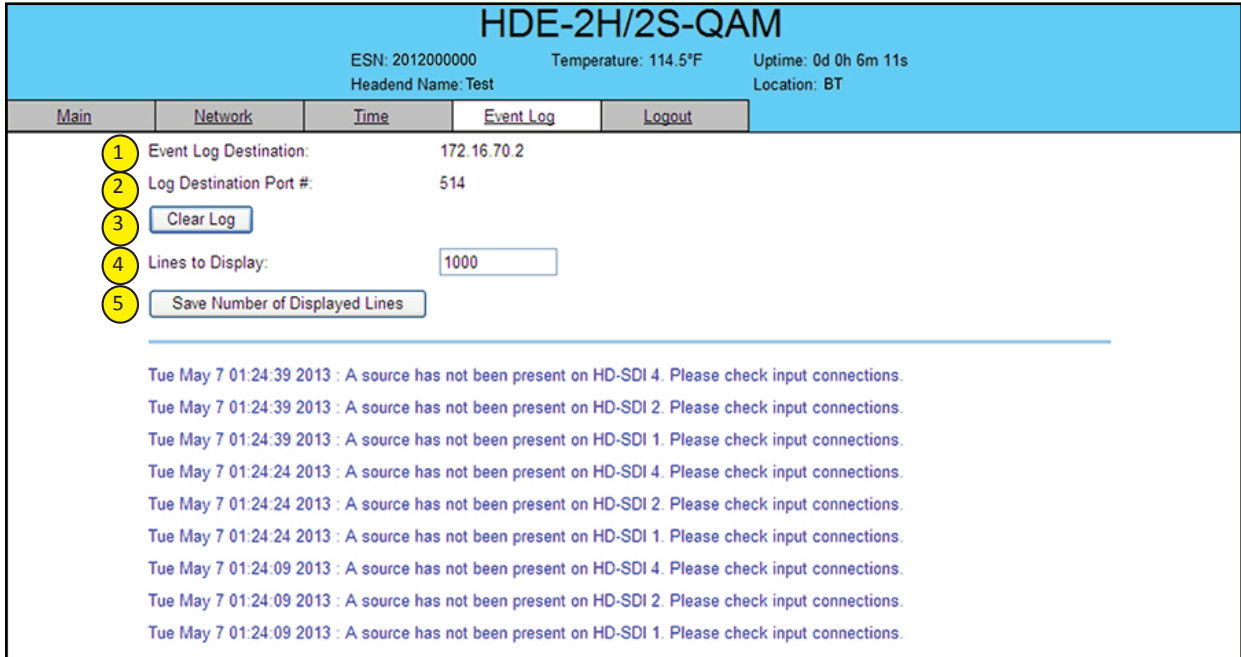 HDE-2H/2S-QAM
ESN: 2012000000 Temperature: 114.5°F Uptime: 0d 0h 6m 11s
Headend Name: Test Location: BT
Main Network Time Event Log Logout
1 Event Log Destination: 172.16.70.2
2 Log Destination Port #: 514
3 Clear Log
4 Lines to Display: 1000
5 Save Number of Displayed Lines
Tue May 7 01:24:39 2013 : A source has not been present on HD-SDI 4. Please check input connections.
Tue May 7 01:24:39 2013 : A source has not been present on HD-SDI 2. Please check input connections.
Tue May 7 01:24:39 2013 : A source has not been present on HD-SDI 1. Please check input connections.
Tue May 7 01:24:24 2013 : A source has not been present on HD-SDI 4. Please check input connections.
Tue May 7 01:24:24 2013 : A source has not been present on HD-SDI 2. Please check input connections.
Tue May 7 01:24:24 2013 : A source has not been present on HD-SDI 1. Please check input connections.
Tue May 7 01:24:09 2013 : A source has not been present on HD-SDI 4. Please check input connections.
Tue May 7 01:24:09 2013 : A source has not been present on HD-SDI 2. Please check input connections.
Tue May 7 01:24:09 2013 : A source has not been present on HD-SDI 1. Please check input connections.